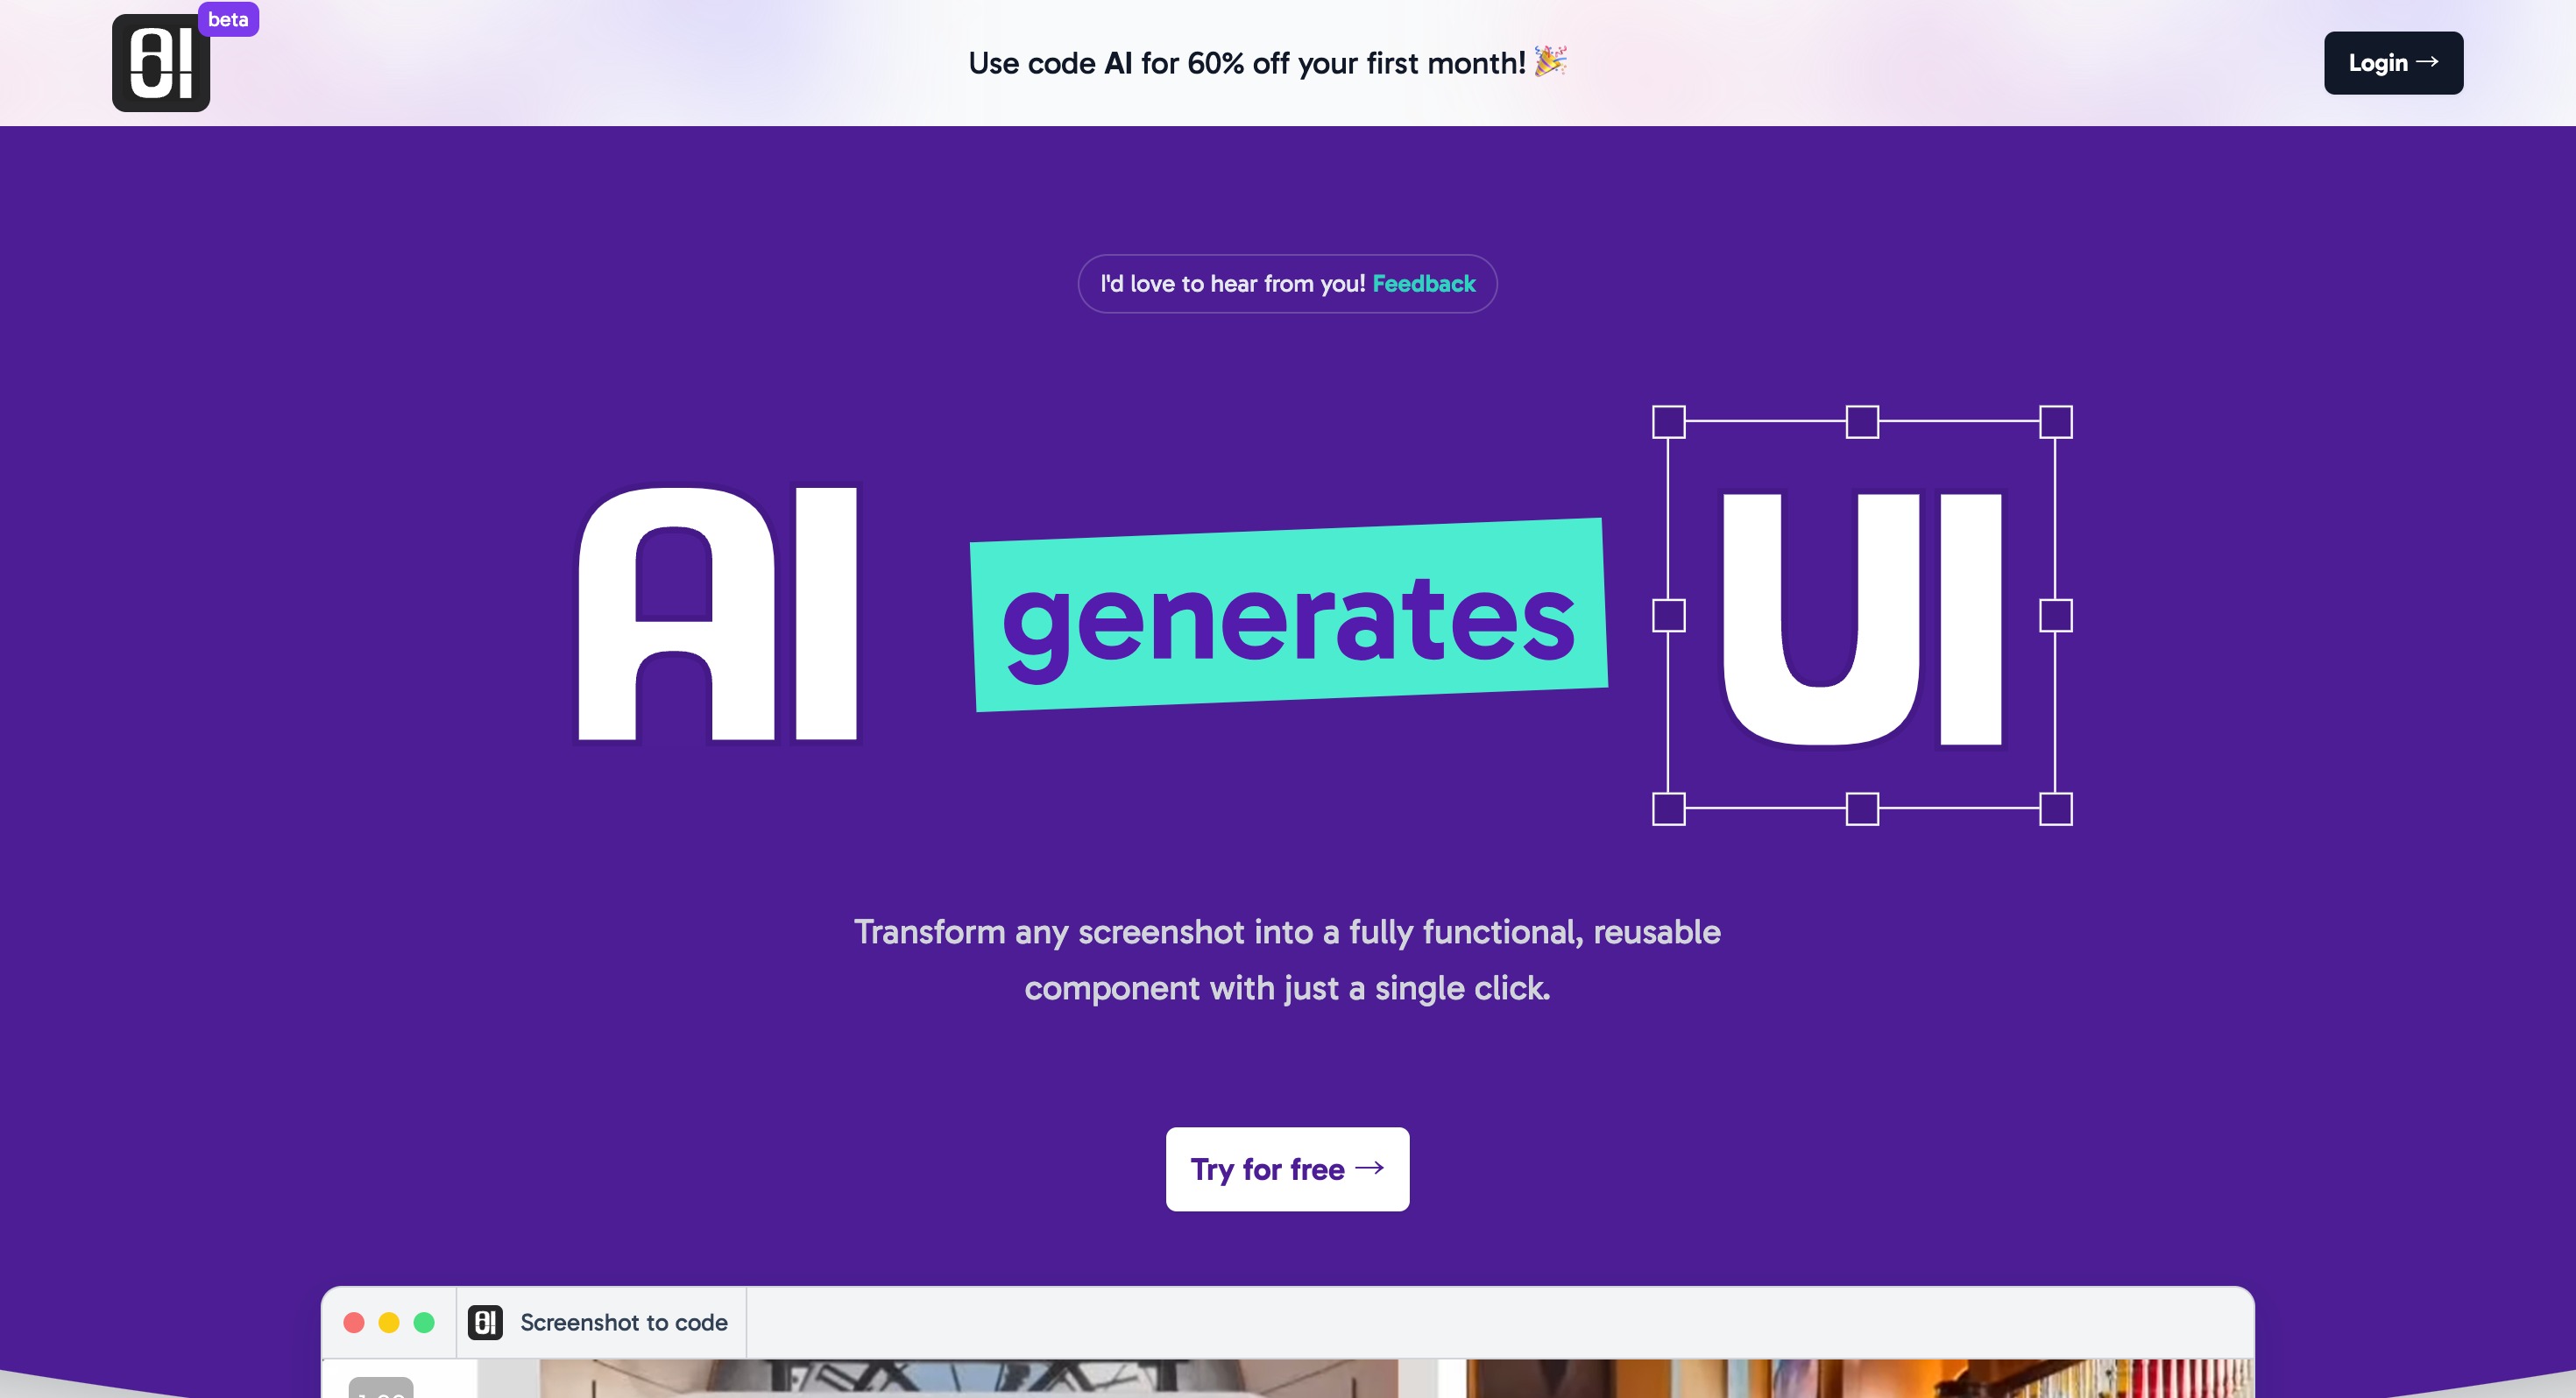 AI
beta
Use code AI for 60% off your first month! 🎉
Login →
I'd love to hear from you! Feedback
AI generates UI
Transform any screenshot into a fully functional, reusable
component with just a single click.
Try for free →
AI
Screenshot to code